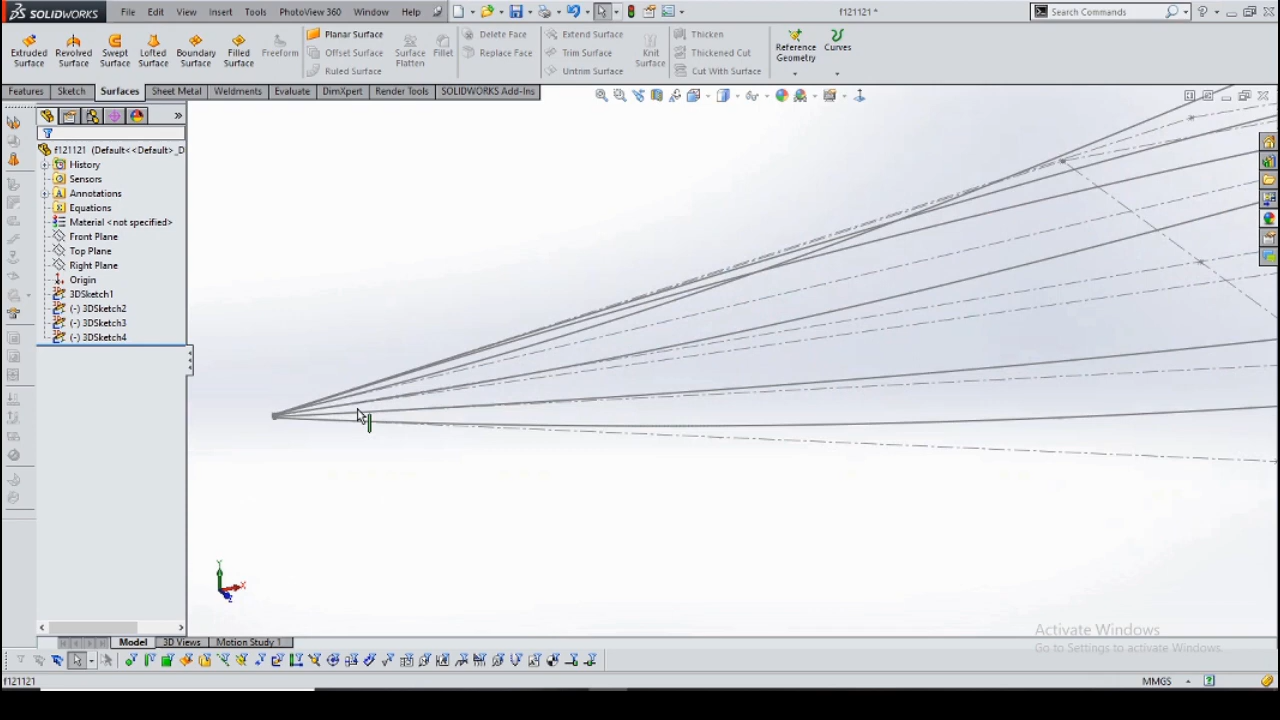 SOLIDWORKS File Edit View Insert Tools PhotoView 360 Window Help f121121 * Search Commands
Extruded Surface Revolved Surface Swept Surface Lofted Surface Boundary Surface Filled Surface Freeform Planar Surface Offset Surface Ruled Surface Surface Flatten Fillet Delete Face Replace Face Extend Surface Trim Surface Untrim Surface Knit Surface Thicken Thickened Cut Cut With Surface Reference Geometry Curves
Features Sketch Surfaces Sheet Metal Weldments Evaluate DimXpert Render Tools SOLIDWORKS Add-Ins
f121121 (Default<<Default>_D
History
Sensors
Annotations
Equations
Material <not specified>
Front Plane
Top Plane
Right Plane
Origin
3DSketch1
(-) 3DSketch2
(-) 3DSketch3
(-) 3DSketch4
Y
X
Z
Activate Windows
Go to Settings to activate Windows.
Model 3D Views Motion Study 1
f121121 MMGS